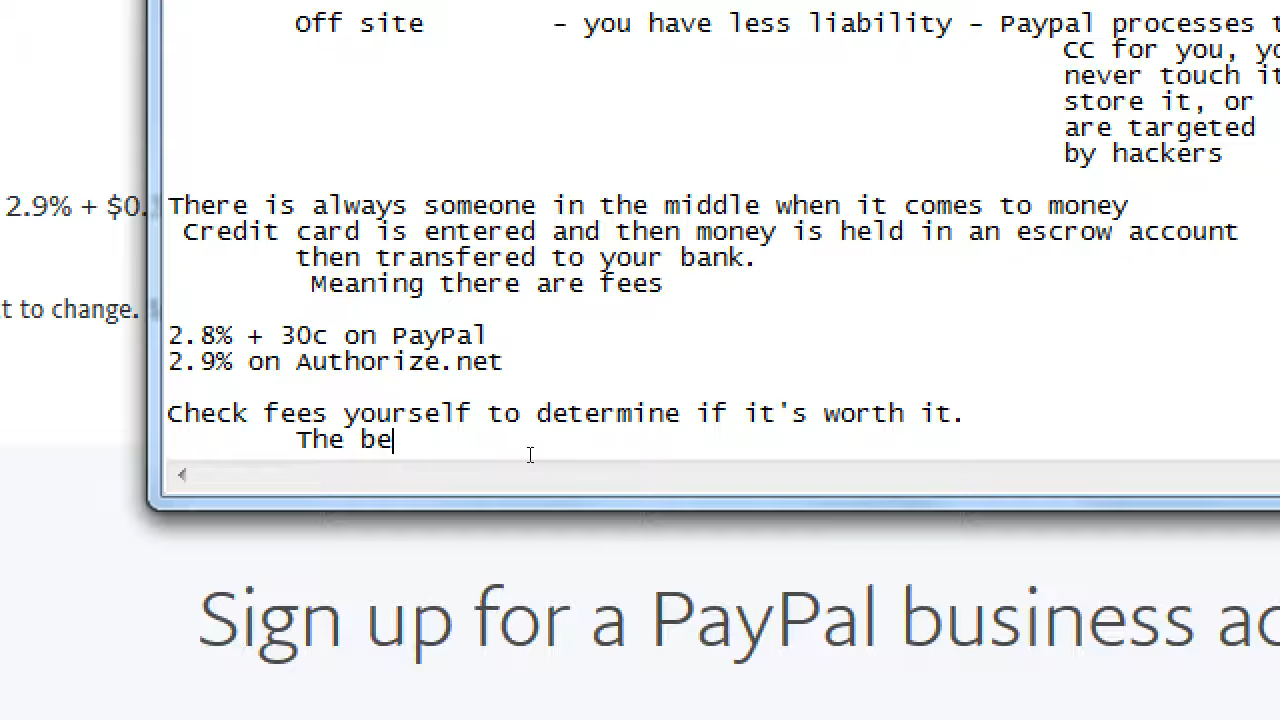 Off site - you have less liability - Paypal processes
CC for you,
never touch it
store it, or
are targeted
by hackers
2.9% + $0.
There is always someone in the middle when it comes to money
Credit card is entered and then money is held in an escrow account
then transfered to your bank.
Meaning there are fees
t to change.
2.8% + 30c on PayPal
2.9% on Authorize.net
Check fees yourself to determine if it's worth it.
The be
Sign up for a PayPal business ac